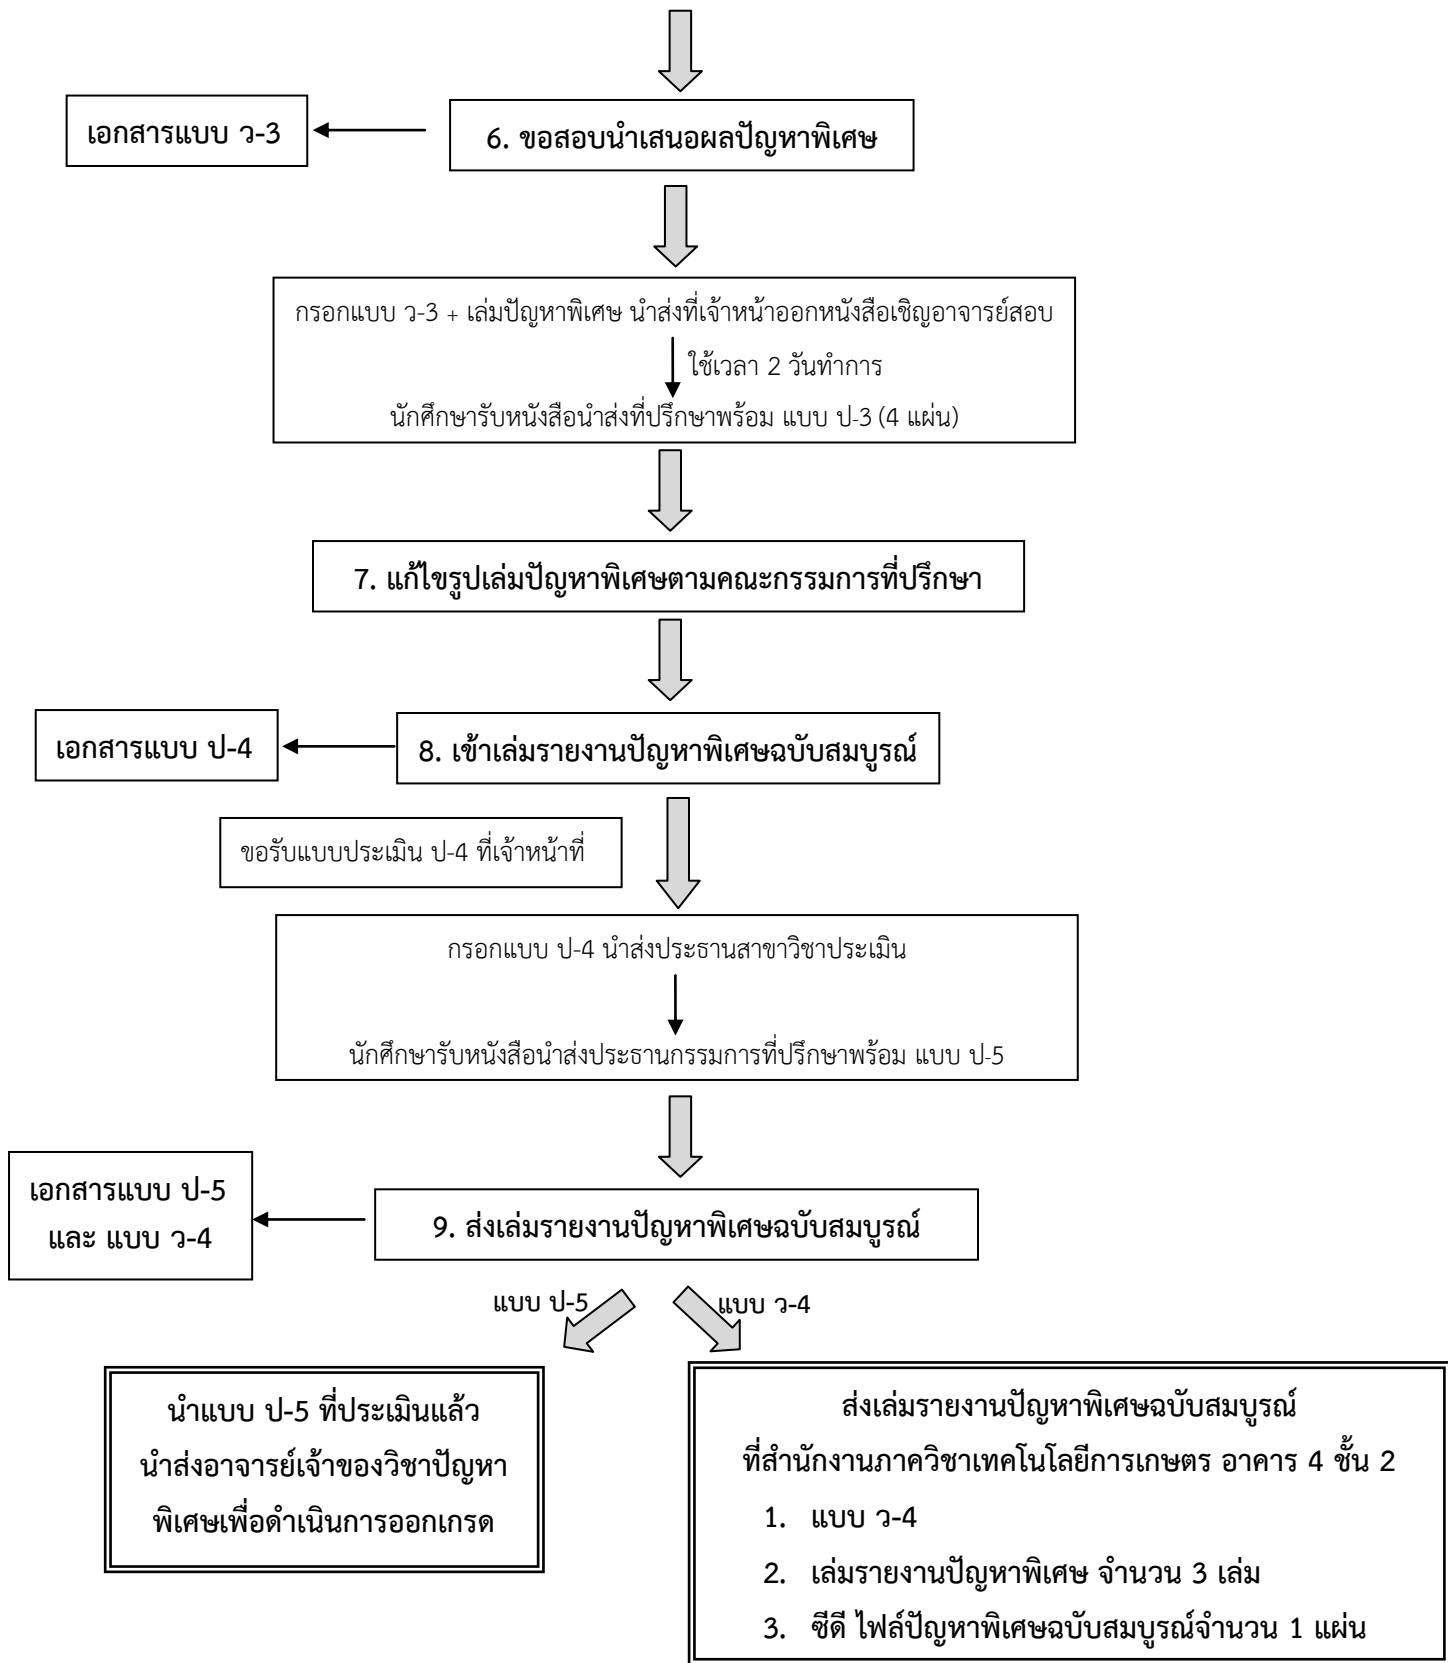 เอกสารแบบ ว-3
6. ขอสอบนำเสนอผลปัญหาพิเศษ
กรอกแบบ ว-3 + เล่มปัญหาพิเศษ นำส่งที่เจ้าหน้าออกหนังสือเชิญอาจารย์สอบ
ใช้เวลา 2 วันทำการ
นักศึกษารับหนังสือนำส่งที่ปรึกษาพร้อม แบบ ป-3 (4 แผ่น)
7. แก้ไขรูปเล่มปัญหาพิเศษตามคณะกรรมการที่ปรึกษา
เอกสารแบบ ป-4
8. เข้าเล่มรายงานปัญหาพิเศษฉบับสมบูรณ์
ขอรับแบบประเมิน ป-4 ที่เจ้าหน้าที่
กรอกแบบ ป-4 นำส่งประธานสาขาวิชาประเมิน
นักศึกษารับหนังสือนำส่งประธานกรรมการที่ปรึกษาพร้อม แบบ ป-5
เอกสารแบบ ป-5
และ แบบ ว-4
9. ส่งเล่มรายงานปัญหาพิเศษฉบับสมบูรณ์
แบบ ป-5
แบบ ว-4
นำแบบ ป-5 ที่ประเมินแล้ว
นำส่งอาจารย์เจ้าของวิชาปัญหา
พิเศษเพื่อดำเนินการออกเกรด
ส่งเล่มรายงานปัญหาพิเศษฉบับสมบูรณ์
ที่สำนักงานภาควิชาเทคโนโลยีการเกษตร อาคาร 4 ชั้น 2
1. แบบ ว-4
2. เล่มรายงานปัญหาพิเศษ จำนวน 3 เล่ม
3. ซีดี ไฟล์ปัญหาพิเศษฉบับสมบูรณ์จำนวน 1 แผ่น